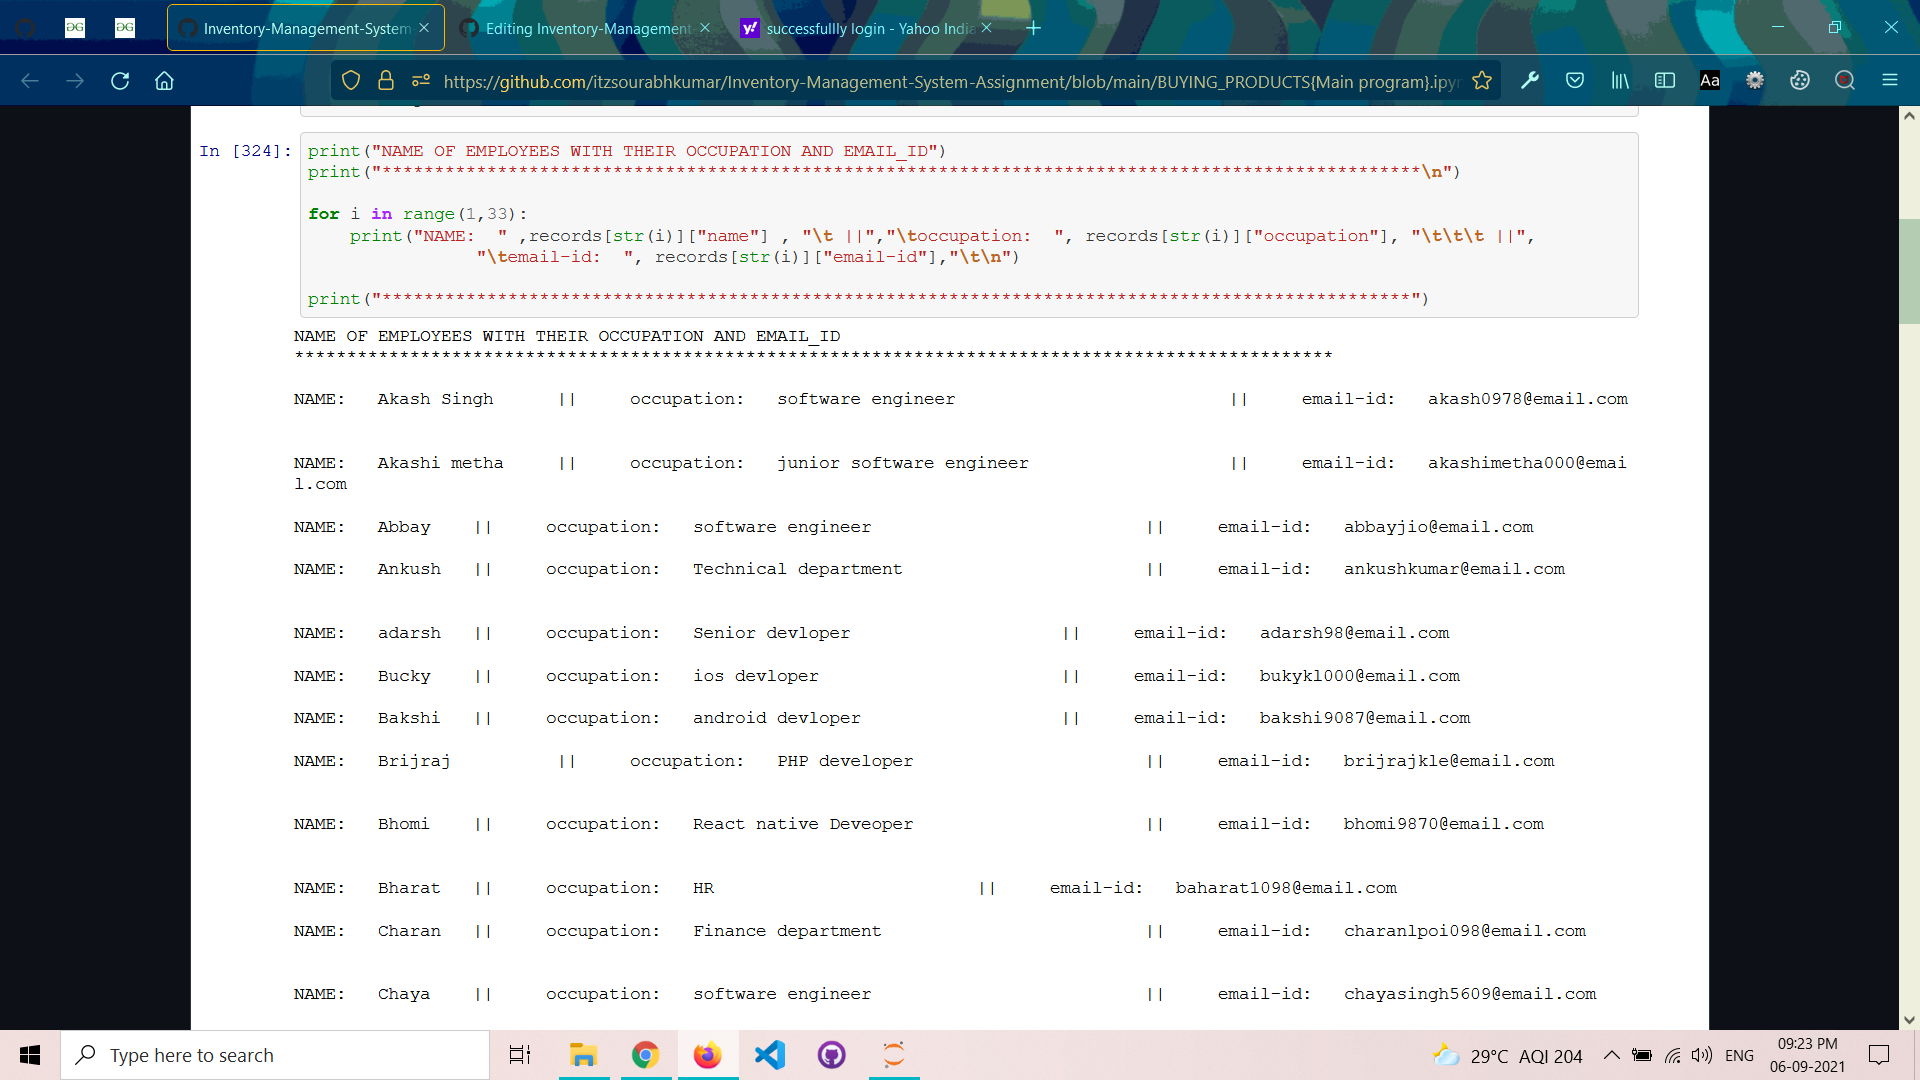 Inventory-Management-System
Editing Inventory-Management
successfullly login - Yahoo India
https://github.com/itzsourabhkumar/Inventory-Management-System-Assignment/blob/main/BUYING_PRODUCTS{Main program}.ipyr
In [324]:
print("NAME OF EMPLOYEES WITH THEIR OCCUPATION AND EMAIL_ID")
print("***************************************************************************************************\n")
for i in range(1,33):
print("NAME:  " ,records[str(i)]["name"] , "\t ||","\toccupation:  ", records[str(i)]["occupation"], "\t\t\t ||",
"\temail-id:  ", records[str(i)]["email-id"],"\t\n")
print("**************************************************************************************************")
NAME OF EMPLOYEES WITH THEIR OCCUPATION AND EMAIL_ID
***************************************************************************************************
NAME:   Akash Singh      ||     occupation:   software engineer      ||     email-id:   akash0978@email.com
NAME:   Akashi metha     ||     occupation:   junior software engineer      ||     email-id:   akashimetha000@emai
l.com
NAME:   Abbay    ||     occupation:   software engineer      ||     email-id:   abbayjio@email.com
NAME:   Ankush   ||     occupation:   Technical department      ||     email-id:   ankushkumar@email.com
NAME:   adarsh   ||     occupation:   Senior devloper      ||     email-id:   adarsh98@email.com
NAME:   Bucky    ||     occupation:   ios devloper      ||     email-id:   bukykl000@email.com
NAME:   Bakshi   ||     occupation:   android devloper      ||     email-id:   bakshi9087@email.com
NAME:   Brijraj      ||     occupation:   PHP developer      ||     email-id:   brijrajkle@email.com
NAME:   Bhomi    ||     occupation:   React native Deveoper      ||     email-id:   bhomi9870@email.com
NAME:   Bharat   ||     occupation:   HR      ||     email-id:   baharat1098@email.com
NAME:   Charan   ||     occupation:   Finance department      ||     email-id:   charanlpoi098@email.com
NAME:   Chaya    ||     occupation:   software engineer      ||     email-id:   chayasingh5609@email.com
Type here to search
29°C AQI 204
ENG
09:23 PM
06-09-2021